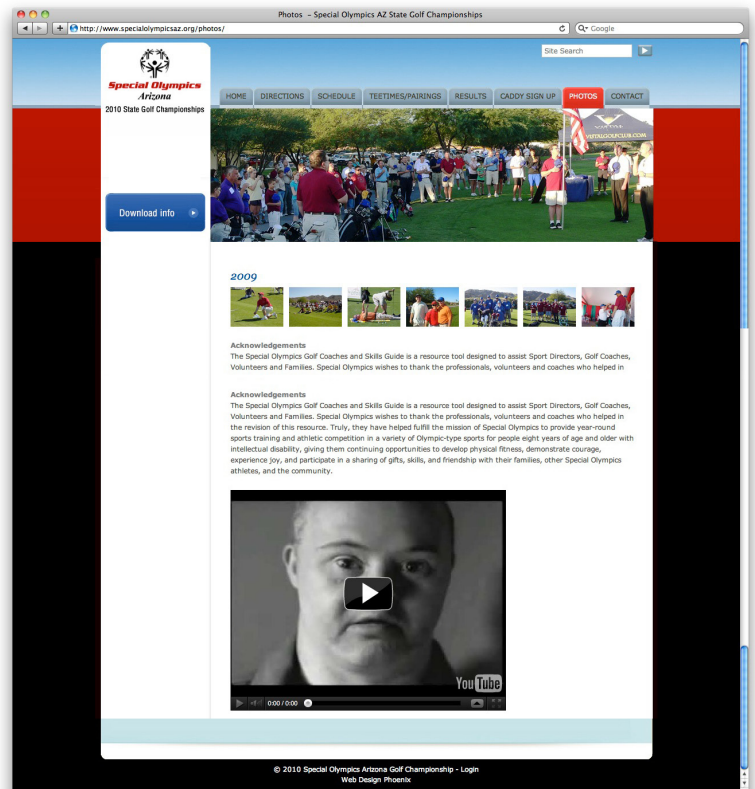 Photos – Special Olympics AZ State Golf Championships
http://www.specialolympicsaz.org/photos/
Google
Site Search
Special Olympics
Arizona
2010 State Golf Championships
HOME DIRECTIONS SCHEDULE TEETIMES/PAIRINGS RESULTS CADDY SIGN UP PHOTOS CONTACT
Download info
2009
Acknowledgements
The Special Olympics Golf Coaches and Skills Guide is a resource tool designed to assist Sport Directors, Golf Coaches,
Volunteers and Families. Special Olympics wishes to thank the professionals, volunteers and coaches who helped in
Acknowledgements
The Special Olympics Golf Coaches and Skills Guide is a resource tool designed to assist Sport Directors, Golf Coaches,
Volunteers and Families. Special Olympics wishes to thank the professionals, volunteers and coaches who helped in
the revision of this resource. Truly, they have helped fulfill the mission of Special Olympics to provide year-round
sports training and athletic competition in a variety of Olympic-type sports for people eight years of age and older with
intellectual disability, giving them continuing opportunities to develop physical fitness, demonstrate courage,
experience joy, and participate in a sharing of gifts, skills, and friendship with their families, other Special Olympics
athletes, and the community.
YouTube
0:00 / 0:00
© 2010 Special Olympics Arizona Golf Championship - Login
Web Design Phoenix